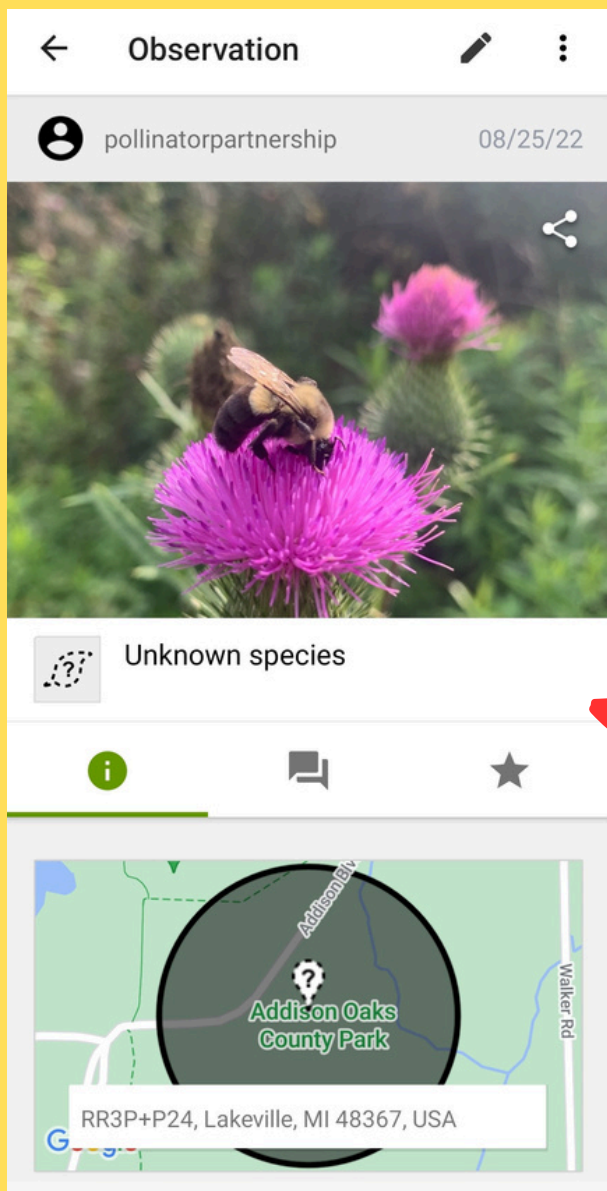 Observation
pollinatorpartnership 08/25/22
Unknown species
Addison Blv
Addison Oaks
County Park
Walker Rd
RR3P+P24, Lakeville, MI 48367, USA
Google